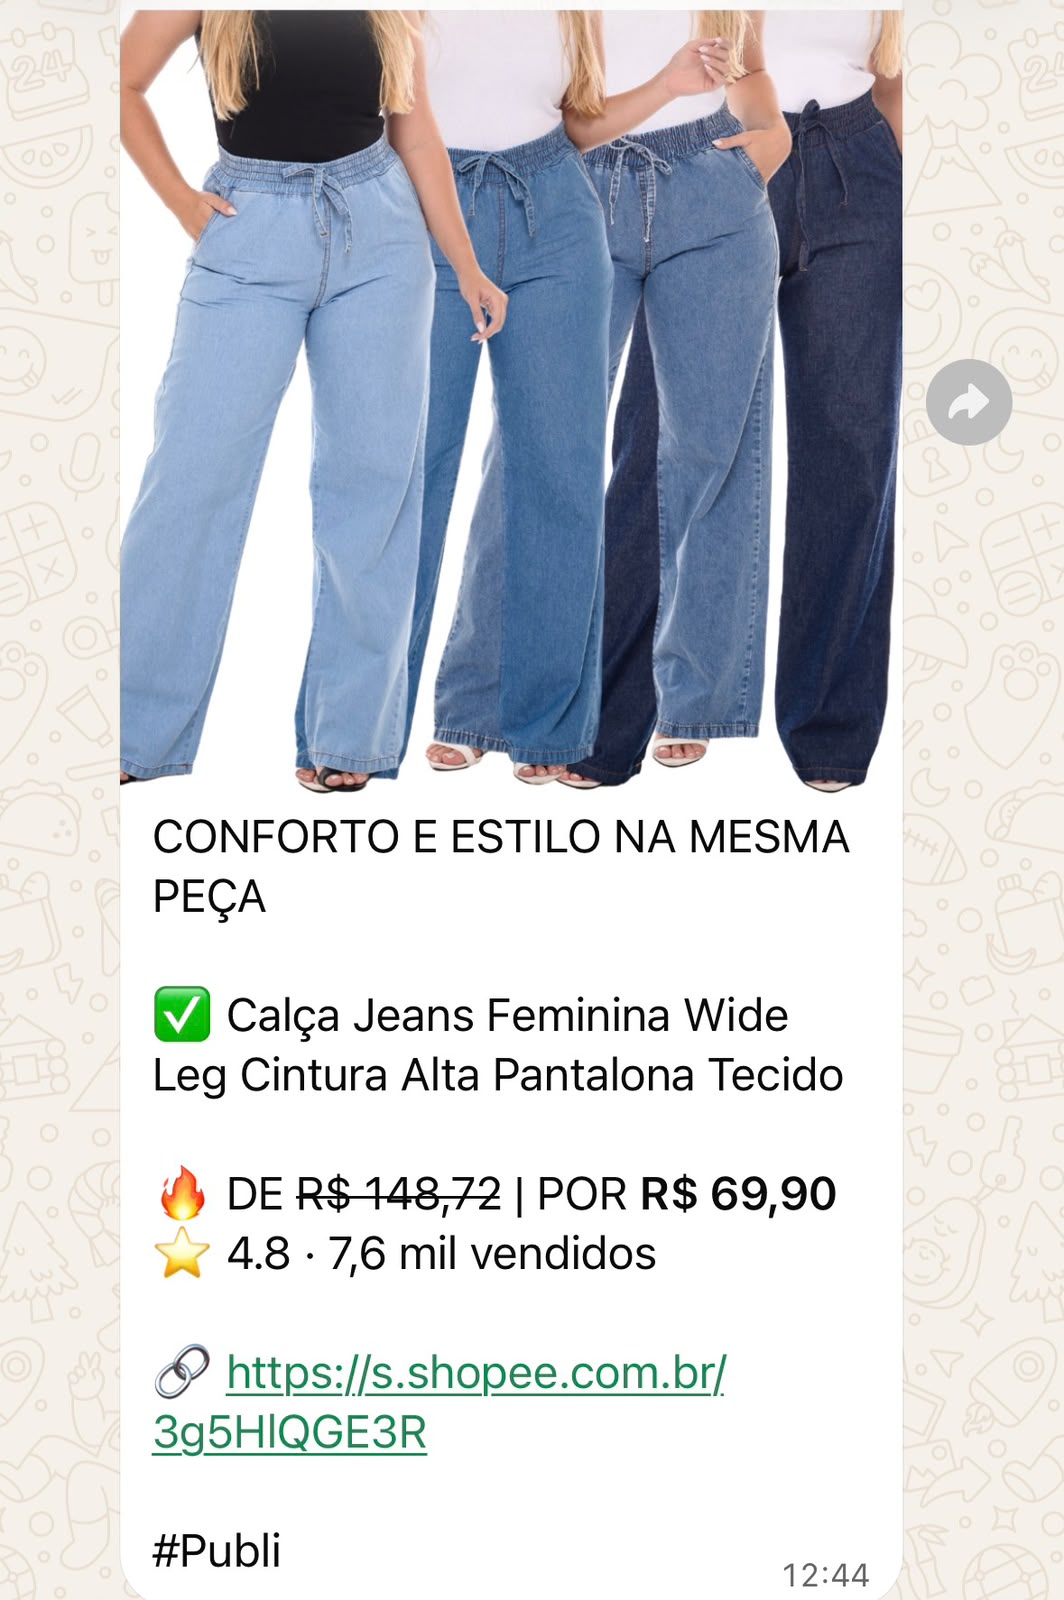 CONFORTO E ESTILO NA MESMA
PEÇA
✅ Calça Jeans Feminina Wide
Leg Cintura Alta Pantalona Tecido
🔥 DE R$ 148,72 | POR R$ 69,90
⭐ 4.8 · 7,6 mil vendidos
🔗 https://s.shopee.com.br/
3g5HlQGE3R
#Publi
12:44